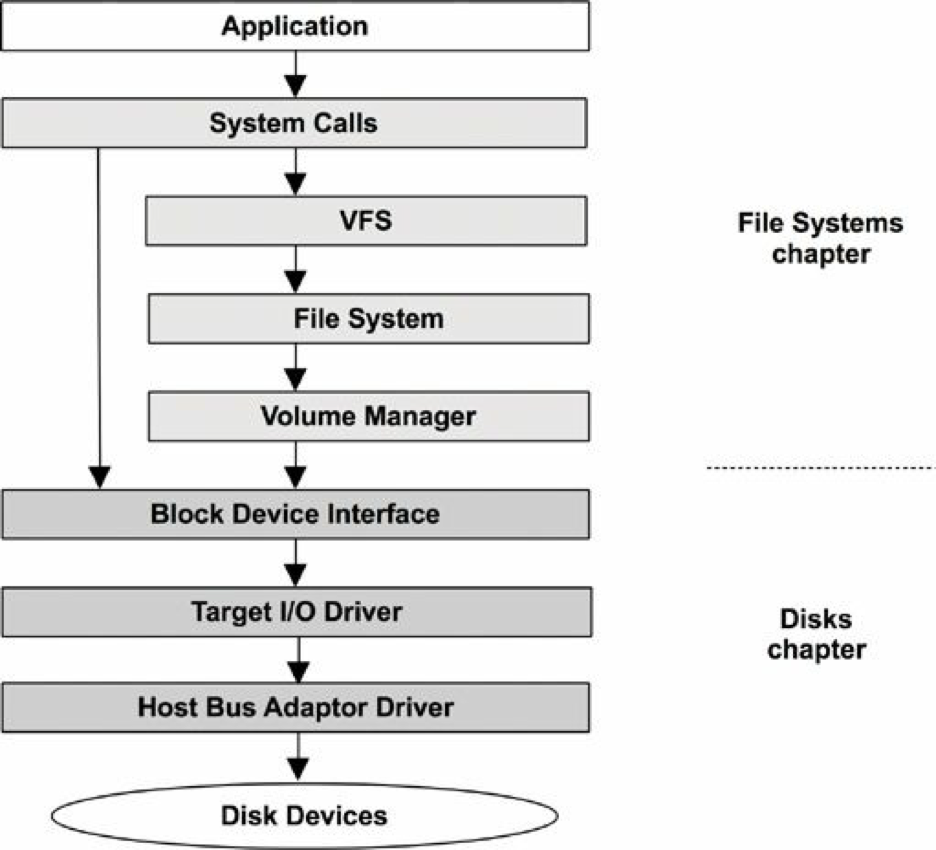 Application
System Calls
VFS
File System
Volume Manager
File Systems
chapter
Block Device Interface
Target I/O Driver
Host Bus Adaptor Driver
Disk Devices
Disks
chapter